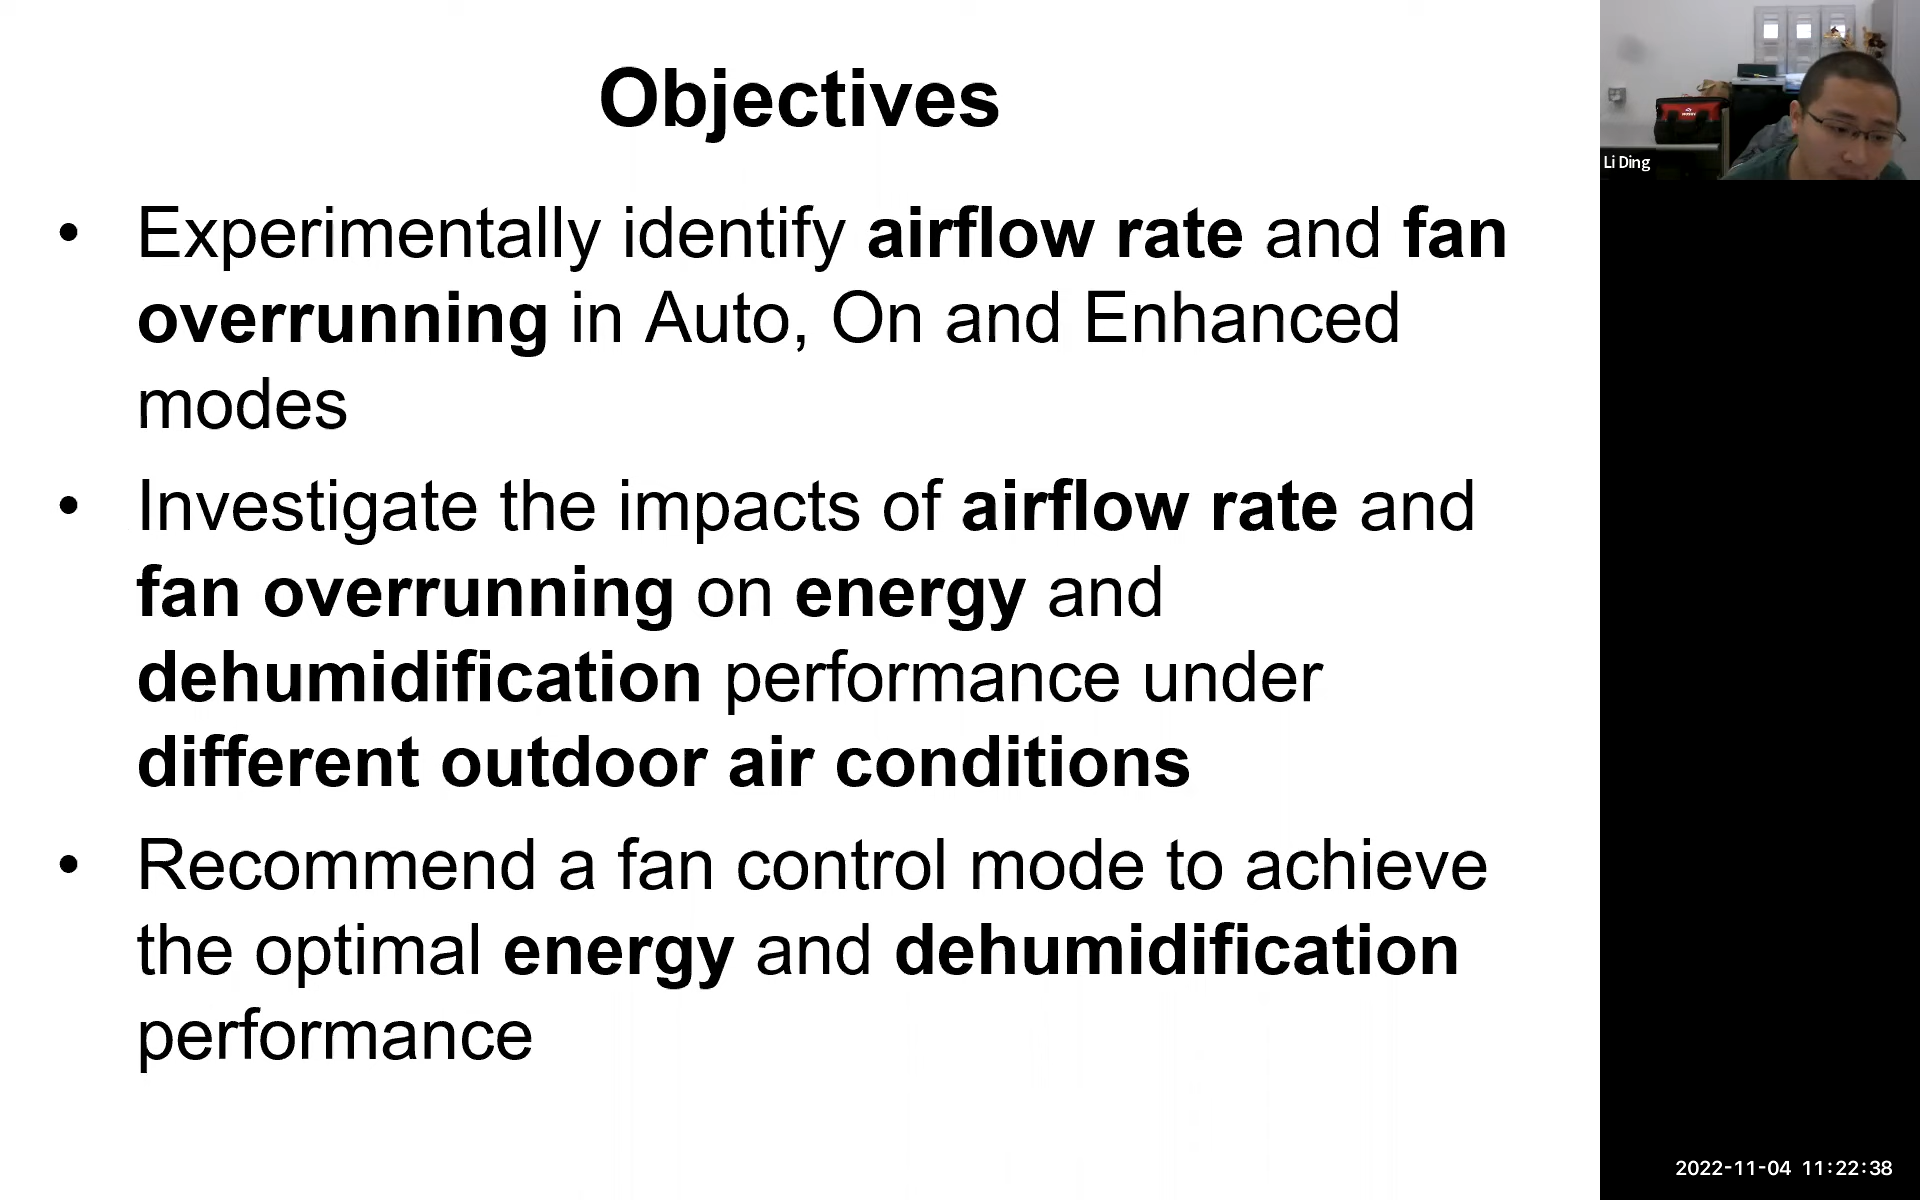 Objectives
• Experimentally identify airflow rate and fan
overrunning in Auto, On and Enhanced
modes
• Investigate the impacts of airflow rate and
fan overrunning on energy and
dehumidification performance under
different outdoor air conditions
• Recommend a fan control mode to achieve
the optimal energy and dehumidification
performance
Li Ding
2022-11-04 11:22:38